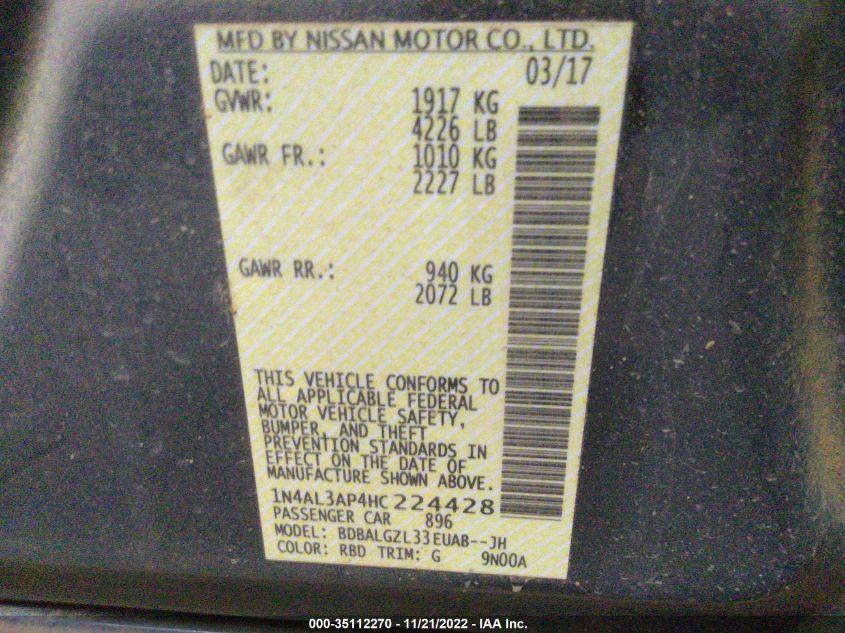 MFD BY NISSAN MOTOR CO., LTD.
DATE: 03/17
GVWR: 1917 KG
4226 LB
GAWR FR.: 1010 KG
2227 LB
GAWR RR.: 940 KG
2072 LB
THIS VEHICLE CONFORMS TO
ALL APPLICABLE FEDERAL
MOTOR VEHICLE SAFETY,
BUMPER, AND THEFT
PREVENTION STANDARDS IN
EFFECT ON THE DATE OF
MANUFACTURE SHOWN ABOVE.
1N4AL3AP4HC224428
PASSENGER CAR 896
MODEL: BDBALGZL33EUAB--JH
COLOR: RBD TRIM: G 9N00A
000-35112270 - 11/21/2022 - IAA Inc.